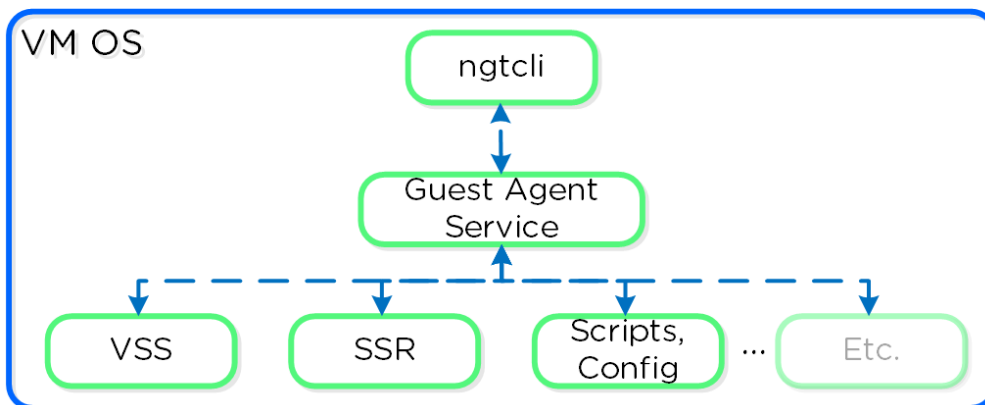 VM OS
ngtcli
Guest Agent
Service
VSS
SSR
Scripts,
Config
...
Etc.